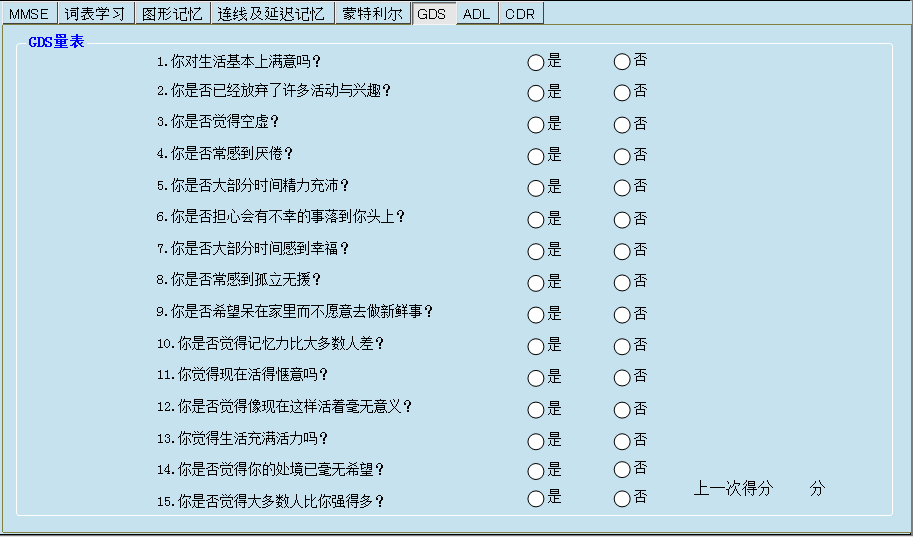 MMSE 词表学习 图形记忆 连线及延迟记忆 蒙特利尔 GDS ADL CDR
GDS量表
1.你对生活基本上满意吗? 是 否
2.你是否已经放弃了许多活动与兴趣? 是 否
3.你是否觉得空虚? 是 否
4.你是否常感到厌倦? 是 否
5.你是否大部分时间精力充沛? 是 否
6.你是否担心会有不幸的事落到你头上? 是 否
7.你是否大部分时间感到幸福? 是 否
8.你是否常感到孤立无援? 是 否
9.你是否希望呆在家里而不愿意去做新鲜事? 是 否
10.你是否觉得记忆力比大多数人差? 是 否
11.你觉得现在活得惬意吗? 是 否
12.你是否觉得像现在这样活着毫无意义? 是 否
13.你觉得生活充满活力吗? 是 否
14.你是否觉得你的处境已毫无希望? 是 否
15.你是否觉得大多数人比你强得多? 是 否
上一次得分 分